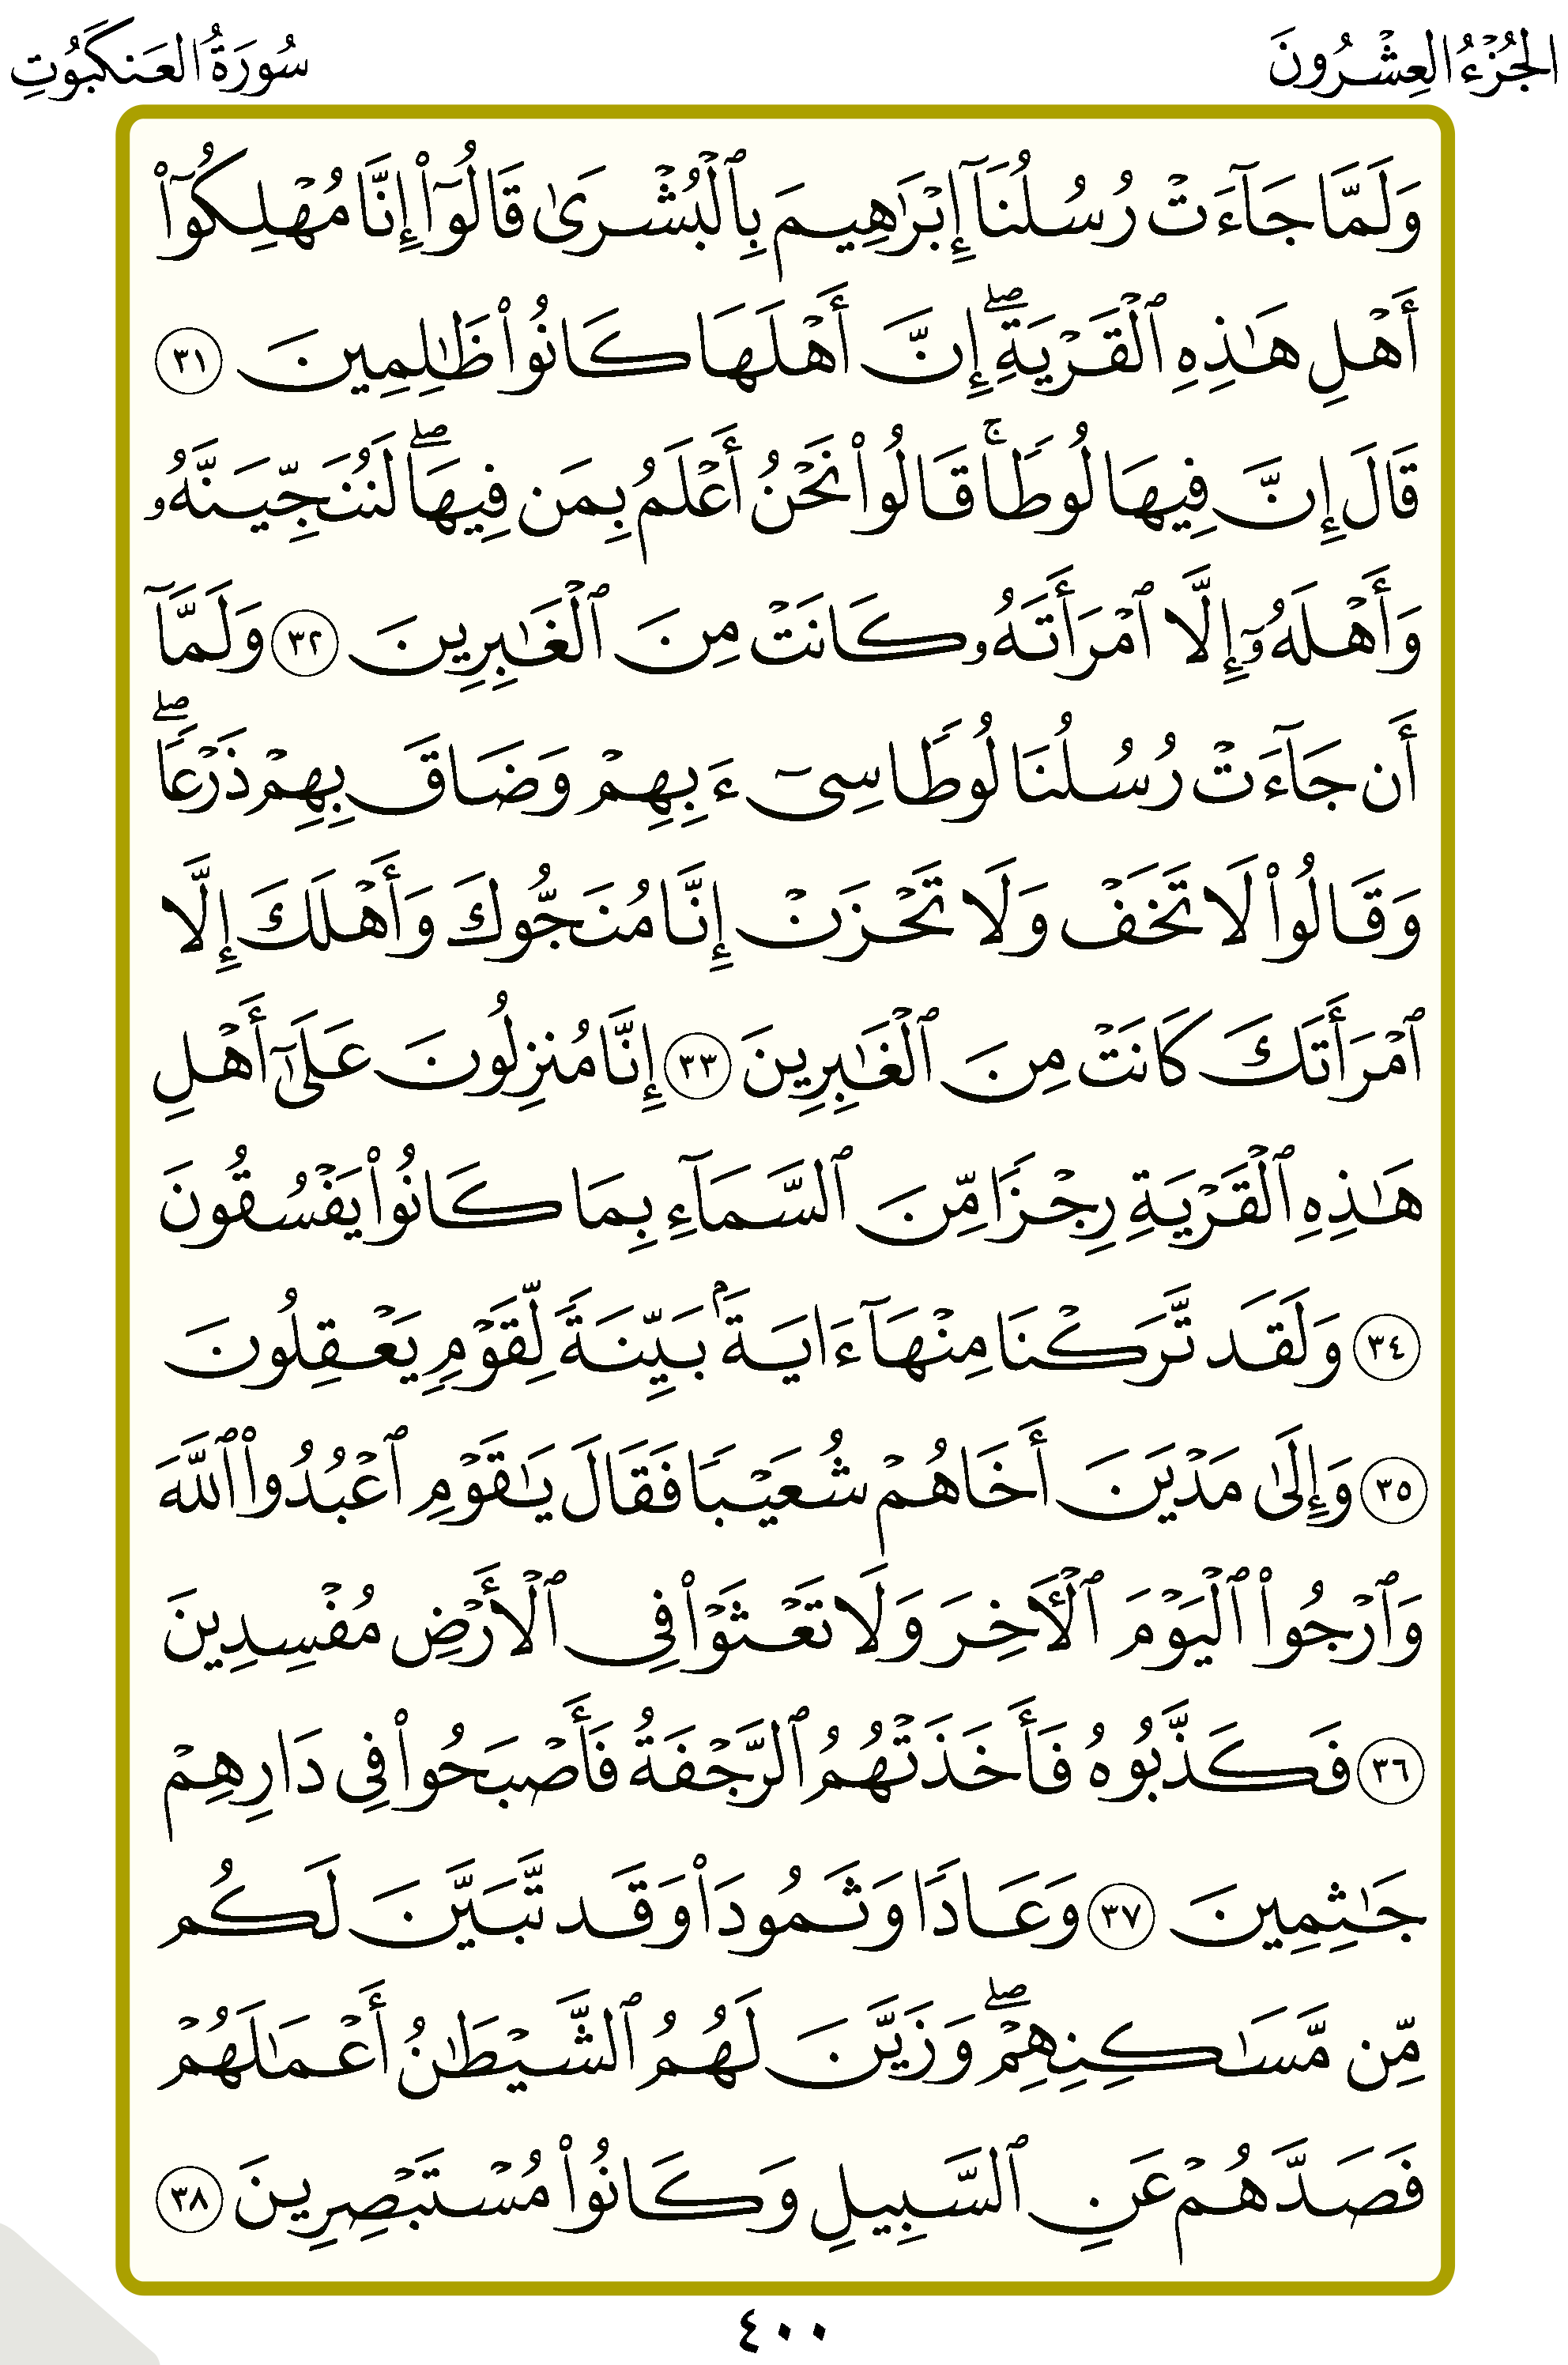 الجُزْءُ العِشْرُونَ
سُورَةُ العَنكَبُوتِ
وَلَمَّا جَآءَتْ رُسُلُنَآ إِبْرَٰهِيمَ بِٱلْبُشْرَىٰ قَالُوٓا۟ إِنَّا مُهْلِكُوٓا۟
أَهْلِ هَٰذِهِ ٱلْقَرْيَةِۖ إِنَّ أَهْلَهَا كَانُوا۟ ظَٰلِمِينَ ٣١
قَالَ إِنَّ فِيهَا لُوطًاۚ قَالُوا۟ نَحْنُ أَعْلَمُ بِمَن فِيهَاۖ لَنُنَجِّيَنَّهُۥ
وَأَهْلَهُۥٓ إِلَّا ٱمْرَأَتَهُۥ كَانَتْ مِنَ ٱلْغَٰبِرِينَ ٣٢ وَلَمَّآ
أَن جَآءَتْ رُسُلُنَا لُوطًا سِىٓءَ بِهِمْ وَضَاقَ بِهِمْ ذَرْعًاۖ
وَقَالُوا۟ لَا تَخَفْ وَلَا تَحْزَنْ إِنَّا مُنَجُّوكَ وَأَهْلَكَ إِلَّا
ٱمْرَأَتَكَ كَانَتْ مِنَ ٱلْغَٰبِرِينَ ٣٣ إِنَّا مُنزِلُونَ عَلَىٰٓ أَهْلِ
هَٰذِهِ ٱلْقَرْيَةِ رِجْزًا مِّنَ ٱلسَّمَآءِ بِمَا كَانُوا۟ يَفْسُقُونَ
٣٤ وَلَقَد تَّرَكْنَا مِنْهَآ ءَايَةًۢ بَيِّنَةً لِّقَوْمٍ يَعْقِلُونَ
٣٥ وَإِلَىٰ مَدْيَنَ أَخَاهُمْ شُعَيْبًا فَقَالَ يَٰقَوْمِ ٱعْبُدُوا۟ ٱللَّهَ
وَٱرْجُوا۟ ٱلْيَوْمَ ٱلْءَاخِرَ وَلَا تَعْثَوْا۟ فِى ٱلْأَرْضِ مُفْسِدِينَ
٣٦ فَكَذَّبُوهُ فَأَخَذَتْهُمُ ٱلرَّجْفَةُ فَأَصْبَحُوا۟ فِى دَارِهِمْ
جَٰثِمِينَ ٣٧ وَعَادًا وَثَمُودَا۟ وَقَد تَّبَيَّنَ لَكُم
مِّن مَّسَٰكِنِهِمْۖ وَزَيَّنَ لَهُمُ ٱلشَّيْطَٰنُ أَعْمَٰلَهُمْ
فَصَدَّهُمْ عَنِ ٱلسَّبِيلِ وَكَانُوا۟ مُسْتَبْصِرِينَ ٣٨
٤٠٠